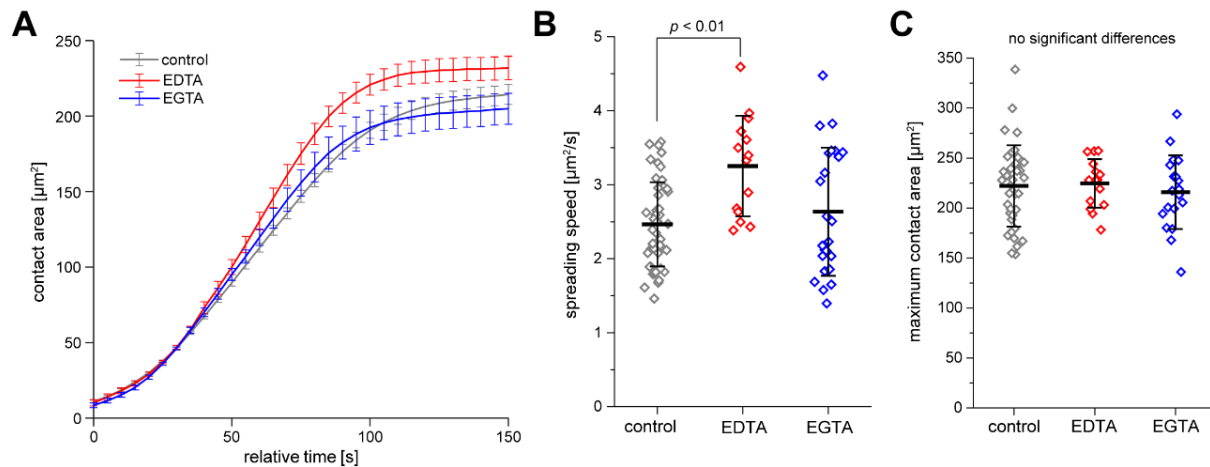 A
250
200
150
100
50
0
contact area [µm²]
control
EDTA
EGTA
0
50
100
150
relative time [s]
B
p < 0.01
5
4
3
2
1
0
spreading speed [µm²/s]
control
EDTA
EGTA
C
no significant differences
350
300
250
200
150
100
50
0
maximum contact area [µm²]
control
EDTA
EGTA